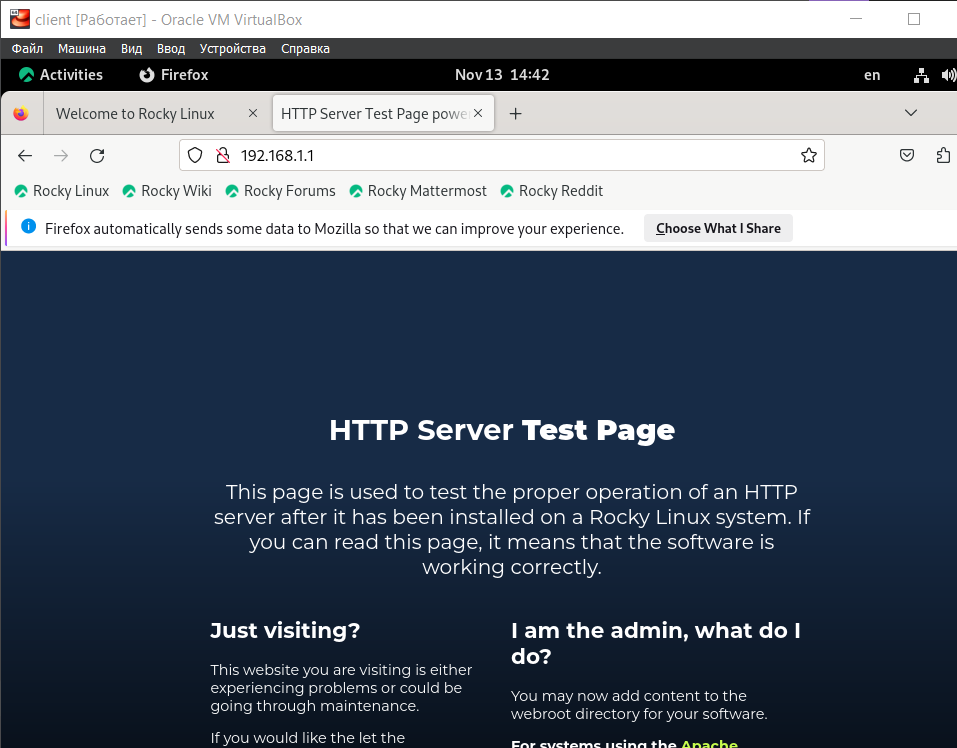 client [Работает] - Oracle VM VirtualBox
Файл Машина Вид Ввод Устройства Справка
Activities Firefox Nov 13 14:42 en
Welcome to Rocky Linux HTTP Server Test Page powe
192.168.1.1
Rocky Linux Rocky Wiki Rocky Forums Rocky Mattermost Rocky Reddit
Firefox automatically sends some data to Mozilla so that we can improve your experience. Choose What I Share
HTTP Server Test Page
This page is used to test the proper operation of an HTTP
server after it has been installed on a Rocky Linux system. If
you can read this page, it means that the software is
working correctly.
Just visiting?
This website you are visiting is either
experiencing problems or could be
going through maintenance.
If you would like the let the
I am the admin, what do I
do?
You may now add content to the
webroot directory for your software.
For systems using the Apache